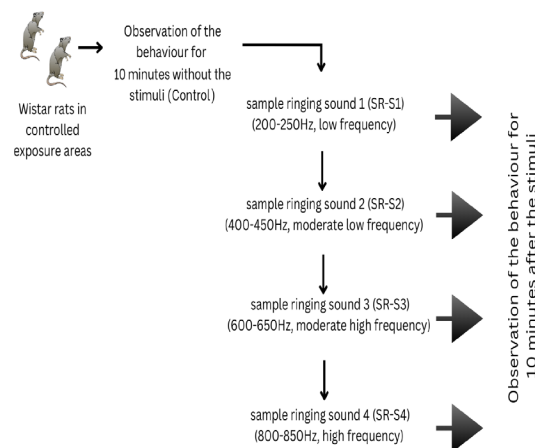 Observation of the
behaviour for
10 minutes without the
stimuli (Control)
Wistar rats in
controlled
exposure areas
sample ringing sound 1 (SR-S1)
(200-250Hz, low frequency)
sample ringing sound 2 (SR-S2)
(400-450Hz, moderate low frequency)
sample ringing sound 3 (SR-S3)
(600-650Hz, moderate high frequency)
sample ringing sound 4 (SR-S4)
(800-850Hz, high frequency)
Observation of the behaviour for
10 minutes after the stimuli